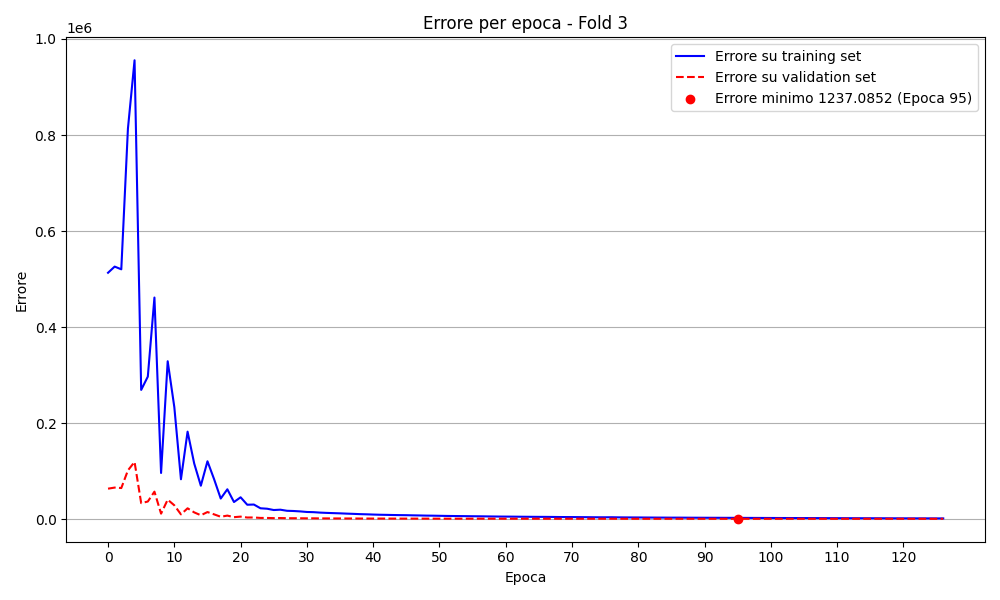 Errore per epoca - Fold 3
1e6
1.0
0.8
0.6
0.4
0.2
0.0
Errore
Errore su training set
Errore su validation set
Errore minimo 1237.0852 (Epoca 95)
0 10 20 30 40 50 60 70 80 90 100 110 120
Epoca